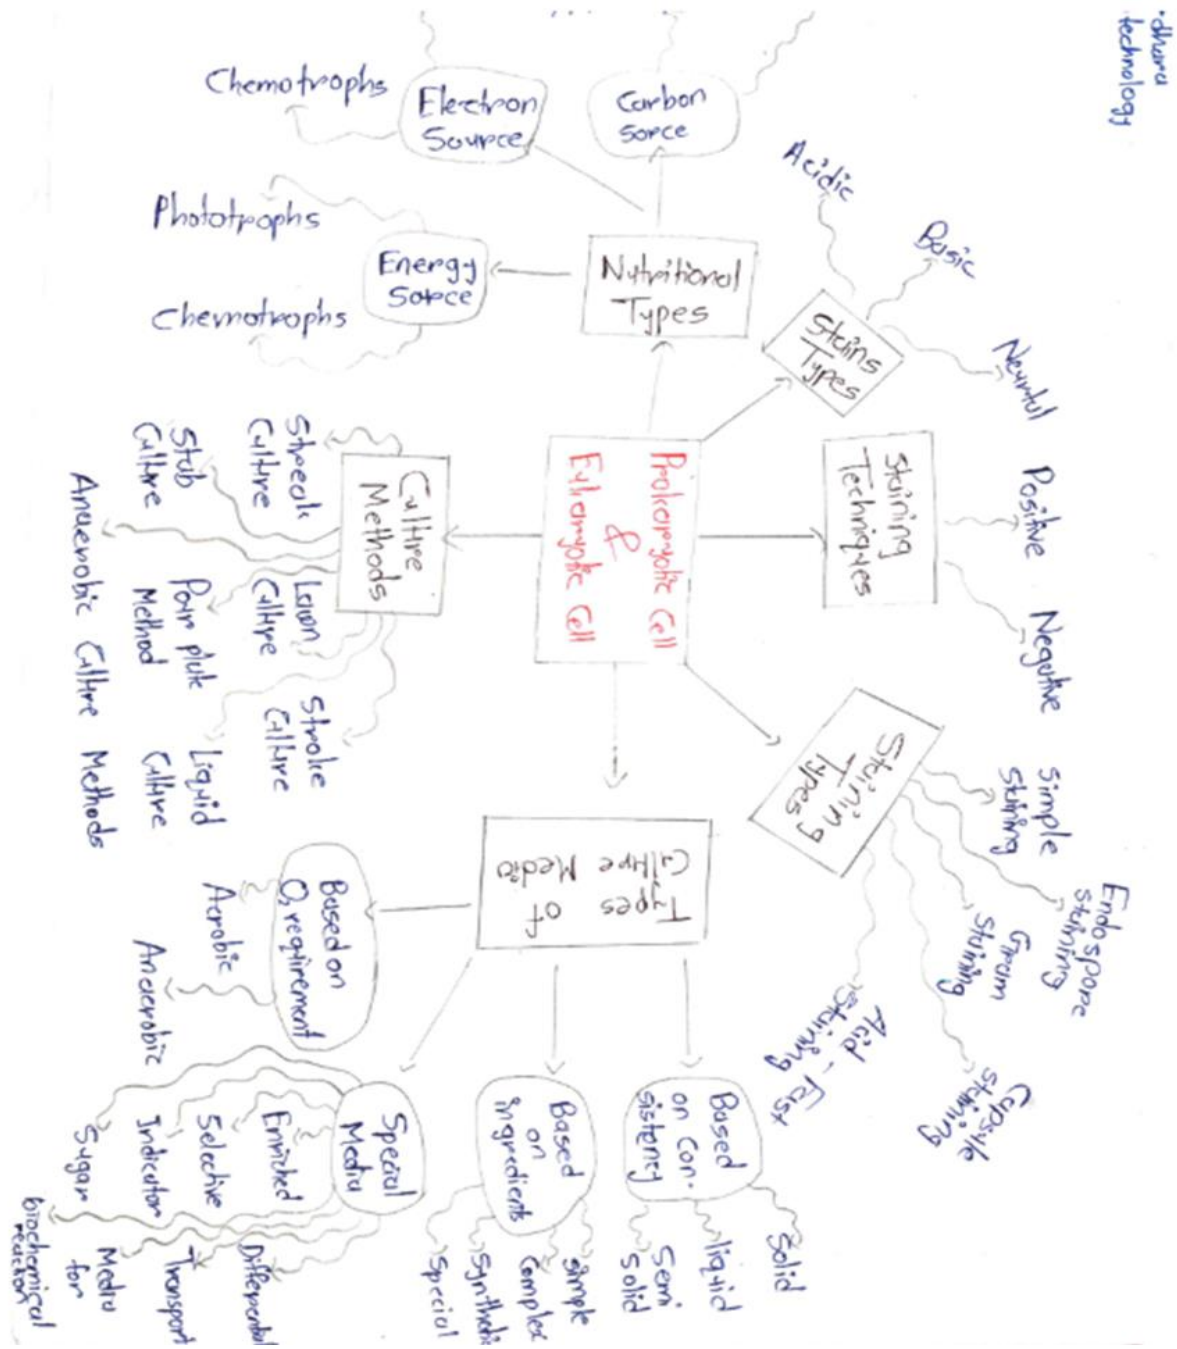 •dhara
technology
Chemotrophs
Electron
Source
Carbon
Sorce
Phototrophs
Energy
Sorce
Chemotrophs
Nutritional
Types
Acidic
Basic
Neurtul
Stains
Types
Prokaryotic Cell
&
Eukaryotic Cell
Staining
Techniques
Positive
Negative
Culture
Methods
Streak
Culture
Stab
Culture
Anaerobic Culture Methods
Lawn
Culture
Pour plate
Method
Stroke
Culture
Liquid
Culture
Staining
Types
Simple
Staining
Endospore
Staining
Gram
Staining
Capsule
Staining
Acid - Fast
Staining
Types of
Culture Media
Based on
O₂ requirement
Aerobic
Anaerobic
Special
Media
Enriched
Selective
Indicator
Sugar
Differential
Transport
Media
for
biochemical
reaction
Based
on
ingredients
Simple
Complex
Synthetic
Special
Based
on Con-
sistency
Solid
liquid
Semi
Solid